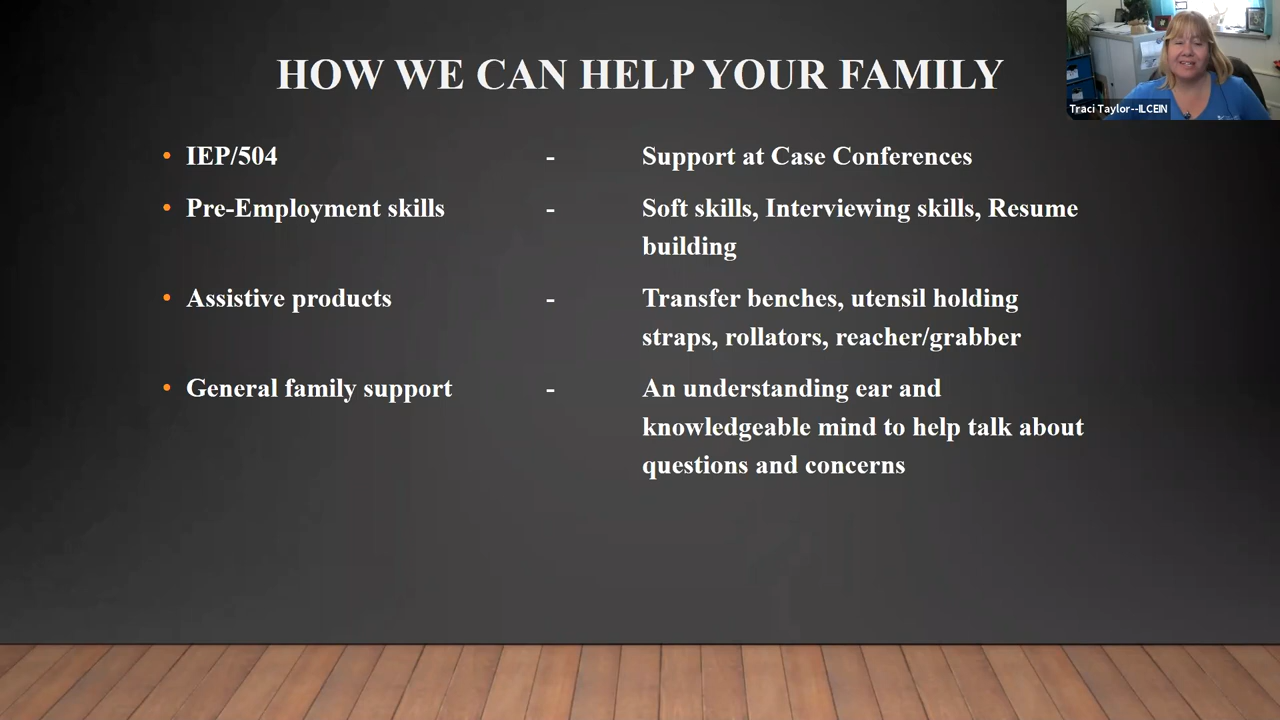 HOW WE CAN HELP YOUR FAMILY
Traci Taylor--ILCEIN
• IEP/504 - Support at Case Conferences
• Pre-Employment skills - Soft skills, Interviewing skills, Resume
building
• Assistive products - Transfer benches, utensil holding
straps, rollators, reacher/grabber
• General family support - An understanding ear and
knowledgeable mind to help talk about
questions and concerns